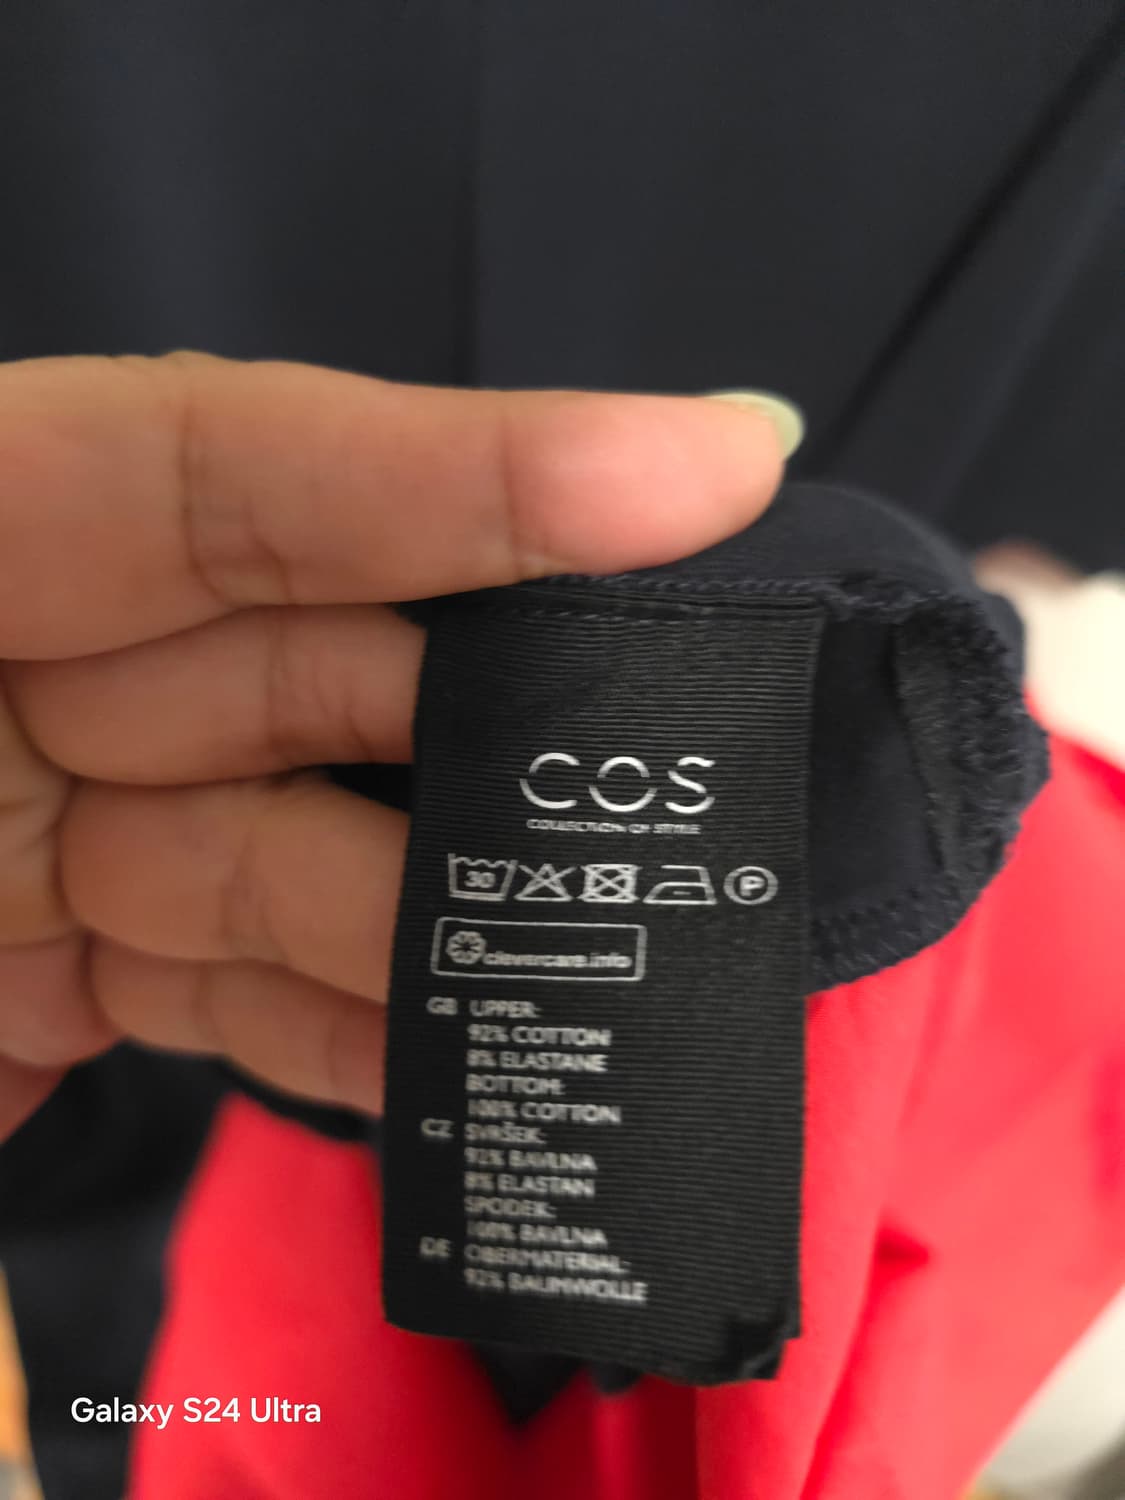 COS
COLLECTION OF STYLE
30 P
clevercare.info
GB UPPER:
92% COTTON
8% ELASTANE
BOTTOM:
100% COTTON
CZ SVRŠEK:
92% BAVLNA
8% ELASTAN
SPODEK:
100% BAVLNA
DE OBERMATERIAL:
92% BAUMWOLLE
Galaxy S24 Ultra